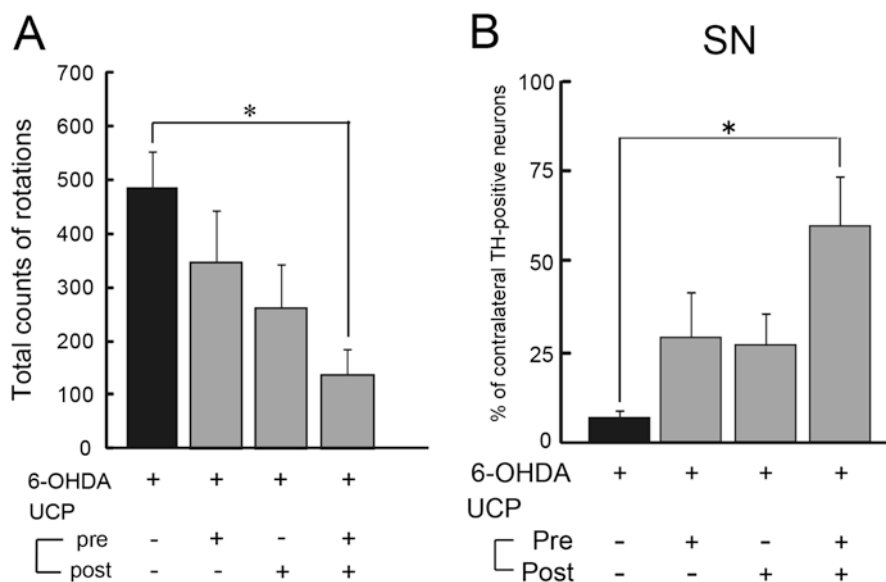 A
700
600
500
400
300
200
100
0
Total counts of rotations
*
6-OHDA + + + +
UCP
pre - + - +
post - - + +
B
SN
100
75
50
25
0
% of contralateral TH-positive neurons
*
6-OHDA + + + +
UCP
Pre - + - +
Post - - + +